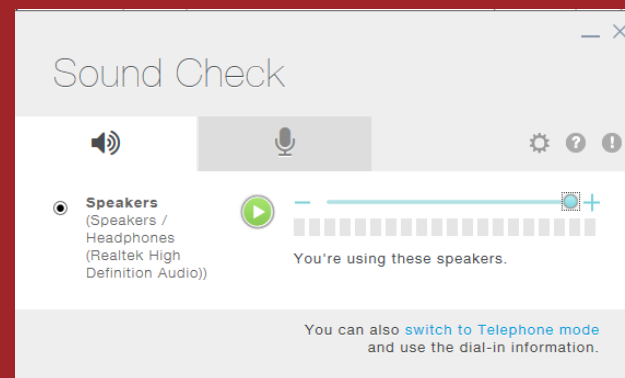 Sound Check
Speakers
(Speakers /
Headphones
(Realtek High
Definition Audio))
You're using these speakers.
You can also switch to Telephone mode
and use the dial-in information.